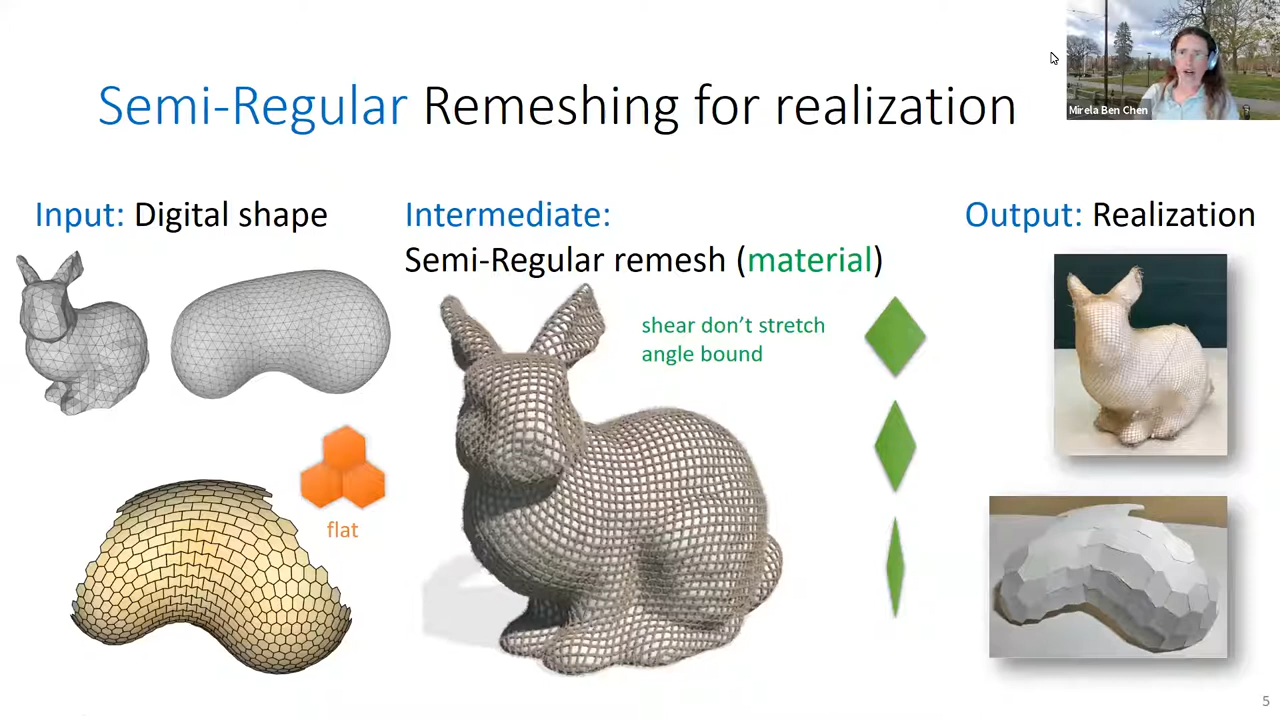 Semi-Regular Remeshing for realization
Mirela Ben Chen
Input: Digital shape
Intermediate:
Semi-Regular remesh (material)
Output: Realization
shear don't stretch
angle bound
flat
5